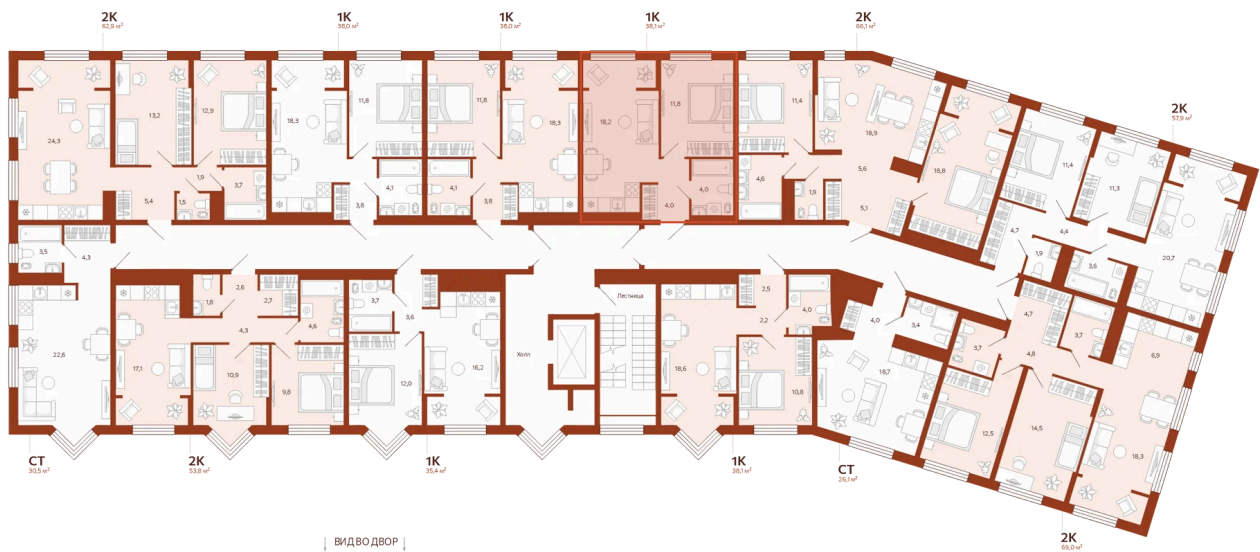 2К
62,9 м²
1К
38,0 м²
1К
38,0 м²
1К
38,1 м²
2К
66,1 м²
2К
57,9 м²
24,3
13,2
12,9
18,3
11,8
11,8
18,3
18,2
11,8
11,4
18,9
18,8
11,4
11,3
20,7
1,9
3,7
1,5
5,4
4,1
3,8
4,1
3,8
4,0
4,0
4,6
1,9
5,6
5,1
4,7
4,4
1,9
3,6
3,5
4,3
22,6
1,8
2,6
2,7
4,3
4,6
17,1
10,9
9,8
3,7
3,6
12,0
16,2
Холл
Лестница
18,6
2,5
2,2
4,0
10,8
4,0
3,4
18,7
3,7
4,7
4,8
3,7
6,9
12,5
14,5
18,3
СТ
30,5 м²
2К
53,8 м²
1К
35,4 м²
1К
38,1 м²
СТ
26,1 м²
2К
69,0 м²
ВИД ВО ДВОР